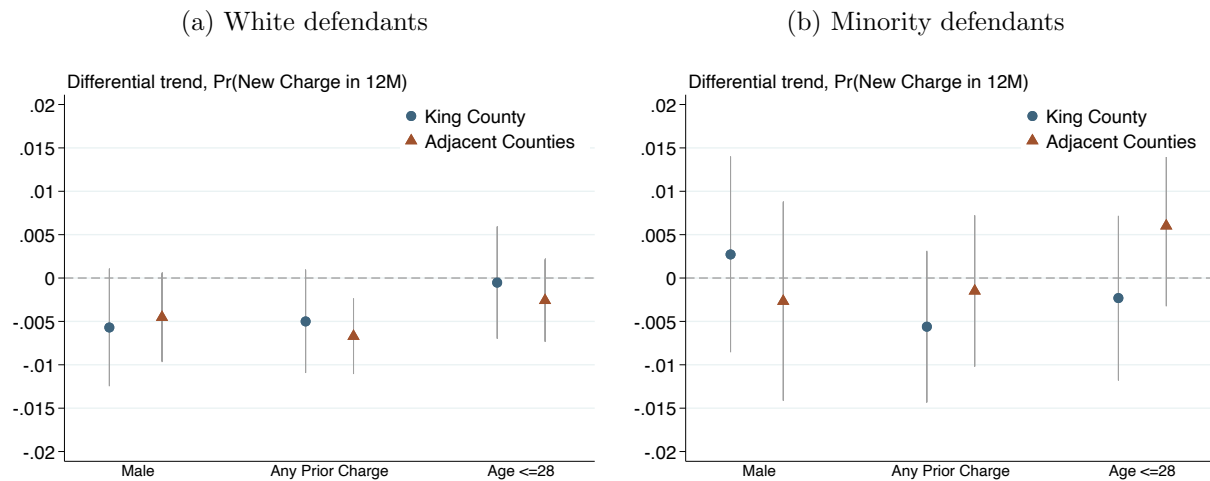 (a) White defendants
Differential trend, Pr(New Charge in 12M)
King County
Adjacent Counties
.02
.015
.01
.005
0
-.005
-.01
-.015
-.02
Male Any Prior Charge Age <=28
(b) Minority defendants
Differential trend, Pr(New Charge in 12M)
King County
Adjacent Counties
.02
.015
.01
.005
0
-.005
-.01
-.015
-.02
Male Any Prior Charge Age <=28